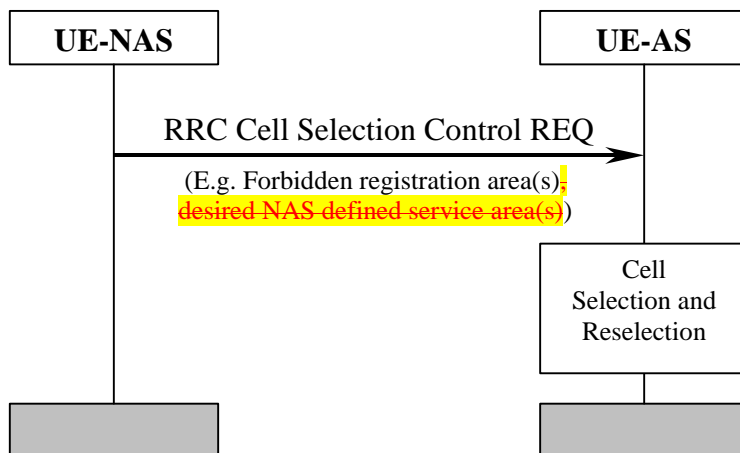 UE-NAS
UE-AS
RRC Cell Selection Control REQ
(E.g. Forbidden registration area(s),
desired NAS defined service area(s))
Cell
Selection and
Reselection